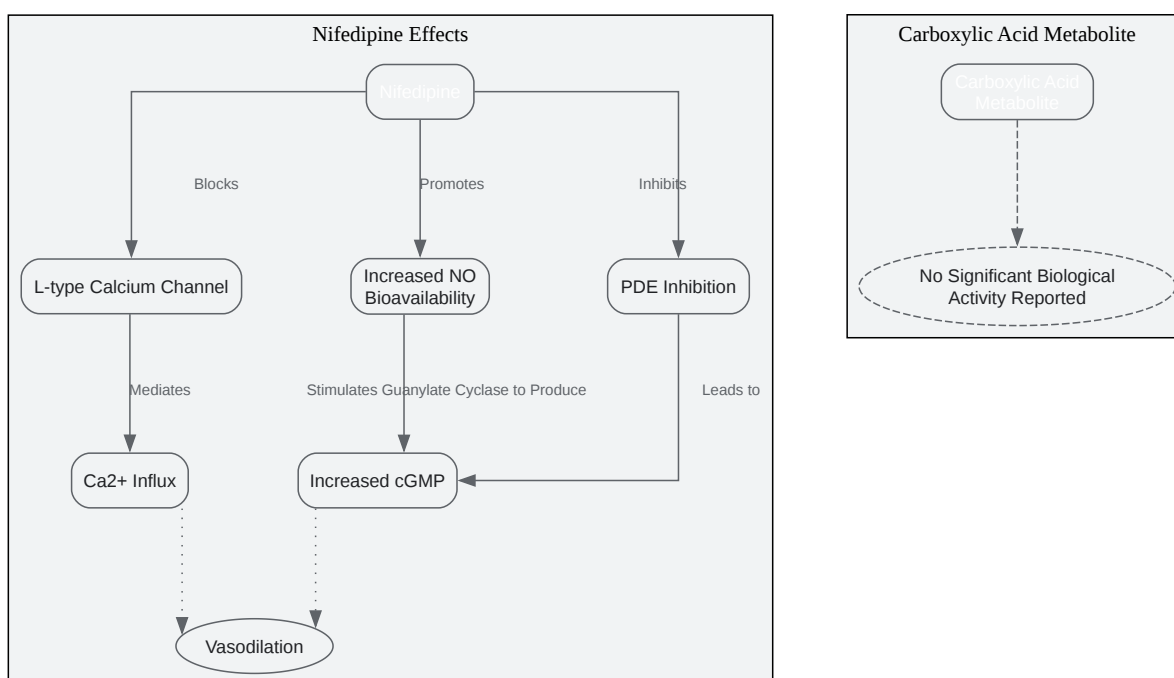 Nifedipine Effects
Carboxylic Acid Metabolite
Nifedipine
Carboxylic Acid
Metabolite
Blocks
Promotes
Inhibits
L-type Calcium Channel
Increased NO
Bioavailability
PDE Inhibition
No Significant Biological
Activity Reported
Mediates
Stimulates Guanylate Cyclase to Produce
Leads to
Ca2+ Influx
Increased cGMP
Vasodilation